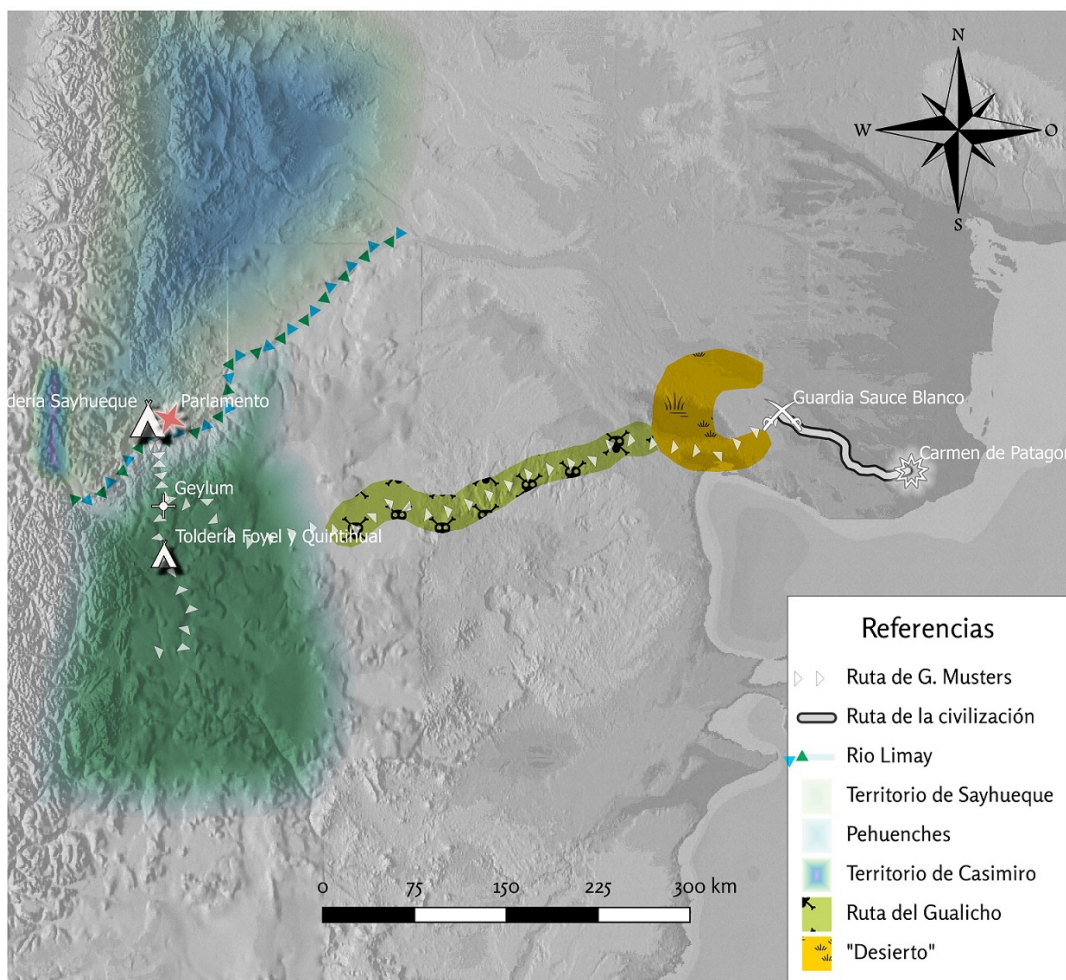 N
W
O
S
dería Sayhueque
Parlamento
Guardia Sauce Blanco
Carmen de Patagor
Geylum
Toldería Foyel y Quintihual
Referencias
Ruta de G. Musters
Ruta de la civilización
Rio Limay
Territorio de Sayhueque
Pehuenches
Territorio de Casimiro
Ruta del Gualicho
"Desierto"
0 75 150 225 300 km